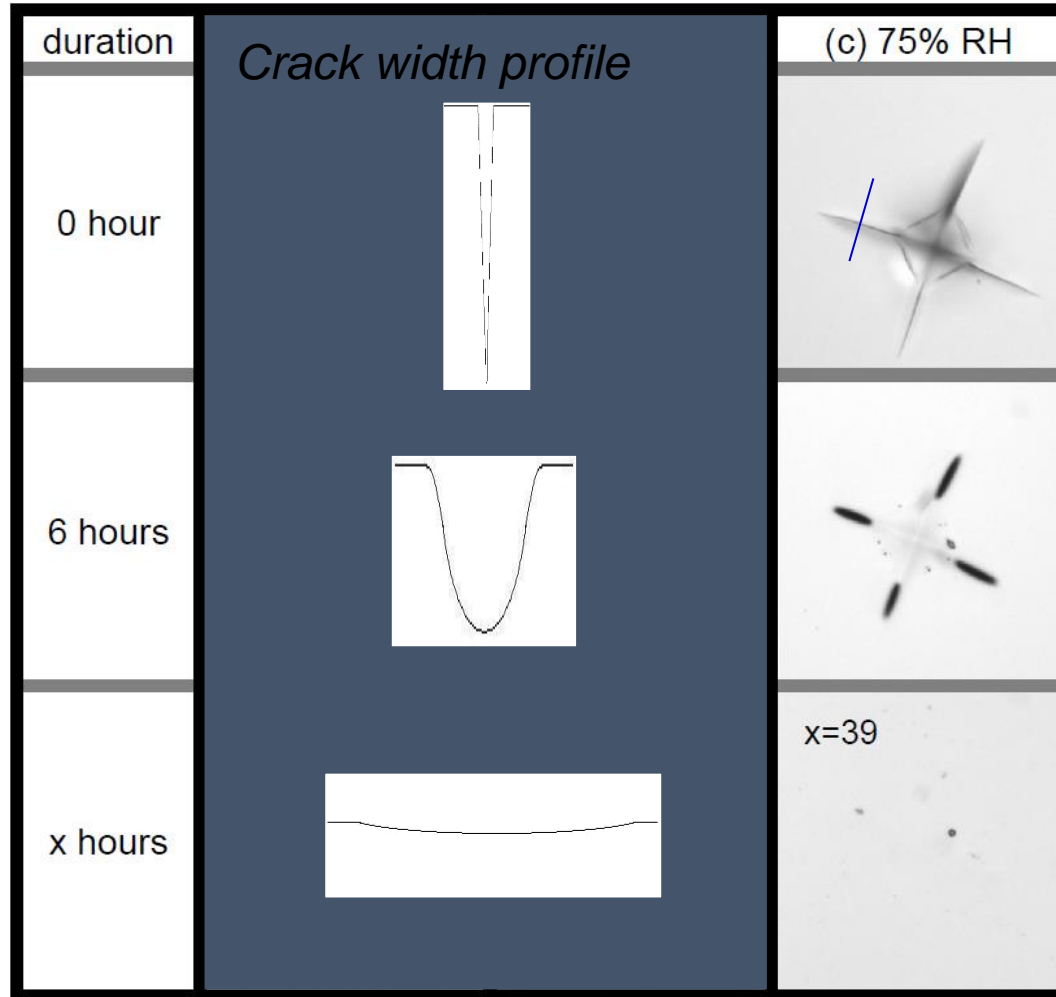 duration
Crack width profile
(c) 75% RH
0 hour
6 hours
x hours
x=39